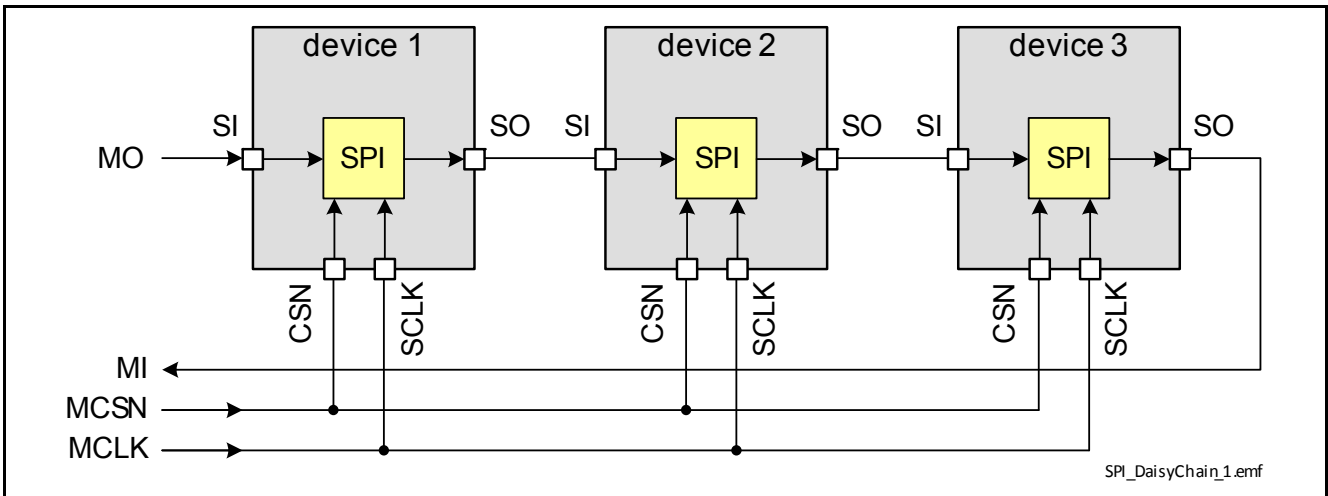 device 1
device 2
device 3
SI
SO
SI
SO
SI
SO
MO
SPI
SPI
SPI
CSN
SCLK
CSN
SCLK
CSN
SCLK
MI
MCSN
MCLK
SPI_DaisyChain_1.emf